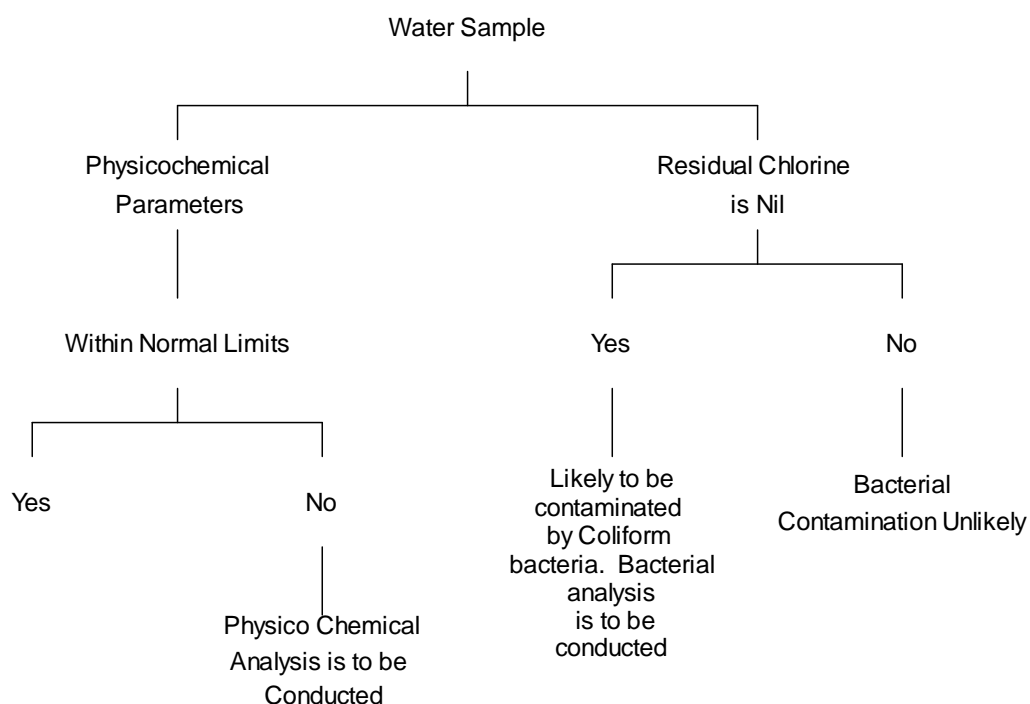 Water Sample
Physicochemical
Parameters
Residual Chlorine
is Nil
Within Normal Limits
Yes
No
Yes
No
Physico Chemical
Analysis is to be
Conducted
Likely to be
contaminated
by Coliform
bacteria.  Bacterial
analysis
is to be
conducted
Bacterial
Contamination Unlikely